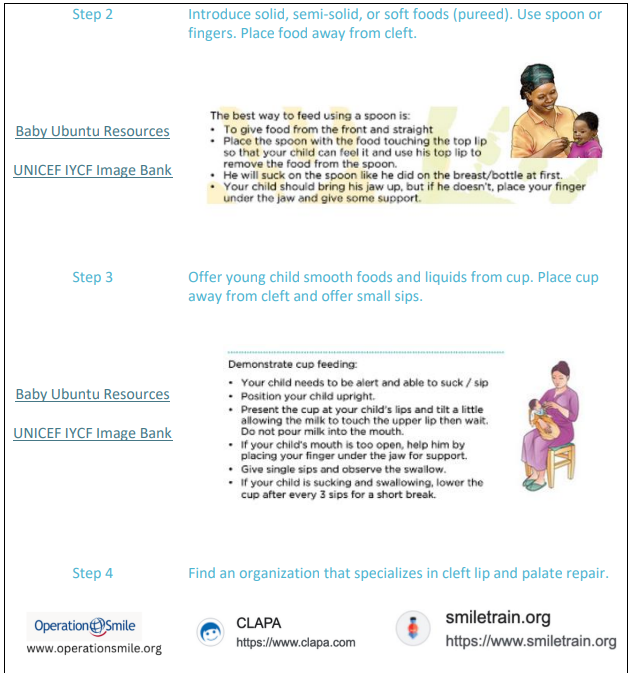 Step 2
Introduce solid, semi-solid, or soft foods (pureed). Use spoon or
fingers. Place food away from cleft.
Baby Ubuntu Resources
UNICEF IYCF Image Bank
The best way to feed using a spoon is:
• To give food from the front and straight
• Place the spoon with the food touching the top lip
so that your child can feel it and use his top lip to
remove the food from the spoon.
• He will suck on the spoon like he did on the breast/bottle at first.
• Your child should bring his jaw up, but if he doesn't, place your finger
under the jaw and give some support.
Step 3
Offer young child smooth foods and liquids from cup. Place cup
away from cleft and offer small sips.
Baby Ubuntu Resources
UNICEF IYCF Image Bank
Demonstrate cup feeding:
• Your child needs to be alert and able to suck / sip
• Position your child upright.
• Present the cup at your child's lips and tilt a little
allowing the milk to touch the upper lip then wait.
Do not pour milk into the mouth.
• If your child's mouth is too open, help him by
placing your finger under the jaw for support.
• Give single sips and observe the swallow.
• If your child is sucking and swallowing, lower the
cup after every 3 sips for a short break.
Step 4
Find an organization that specializes in cleft lip and palate repair.
Operation Smile
www.operationsmile.org
CLAPA
https://www.clapa.com
smiletrain.org
https://www.smiletrain.org